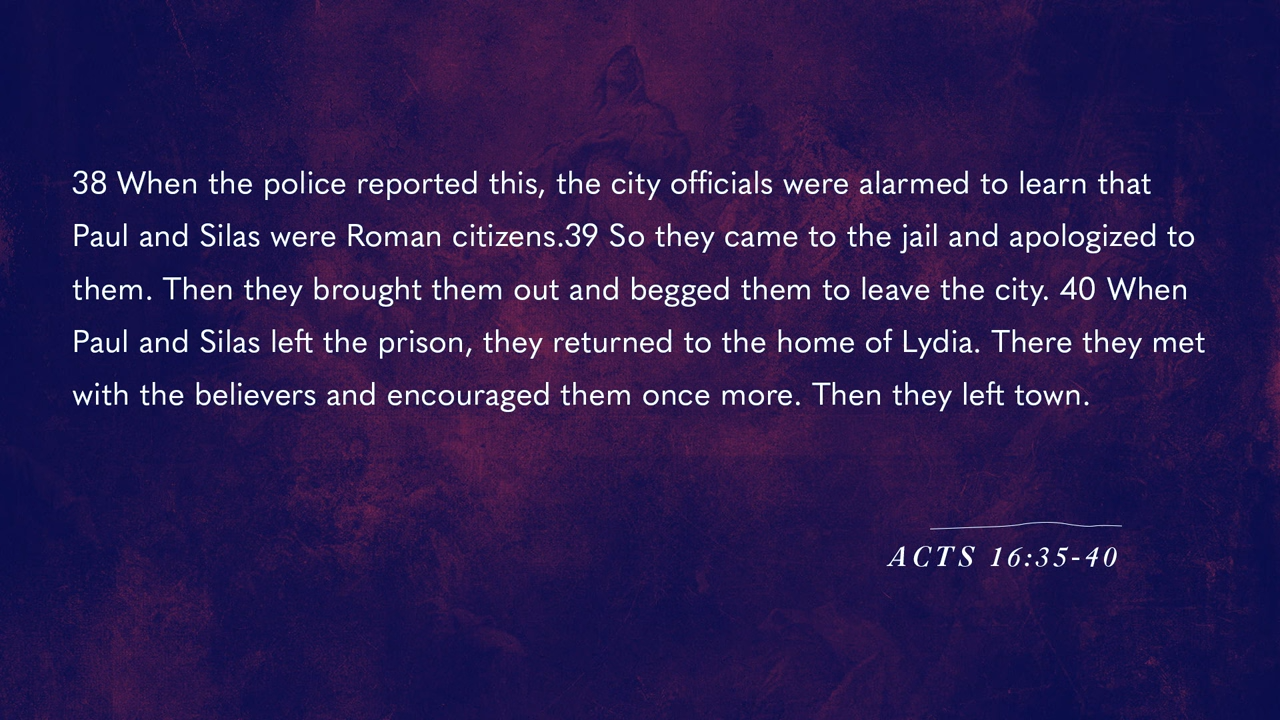 38 When the police reported this, the city officials were alarmed to learn that
Paul and Silas were Roman citizens.39 So they came to the jail and apologized to
them. Then they brought them out and begged them to leave the city. 40 When
Paul and Silas left the prison, they returned to the home of Lydia. There they met
with the believers and encouraged them once more. Then they left town.
ACTS 16:35-40